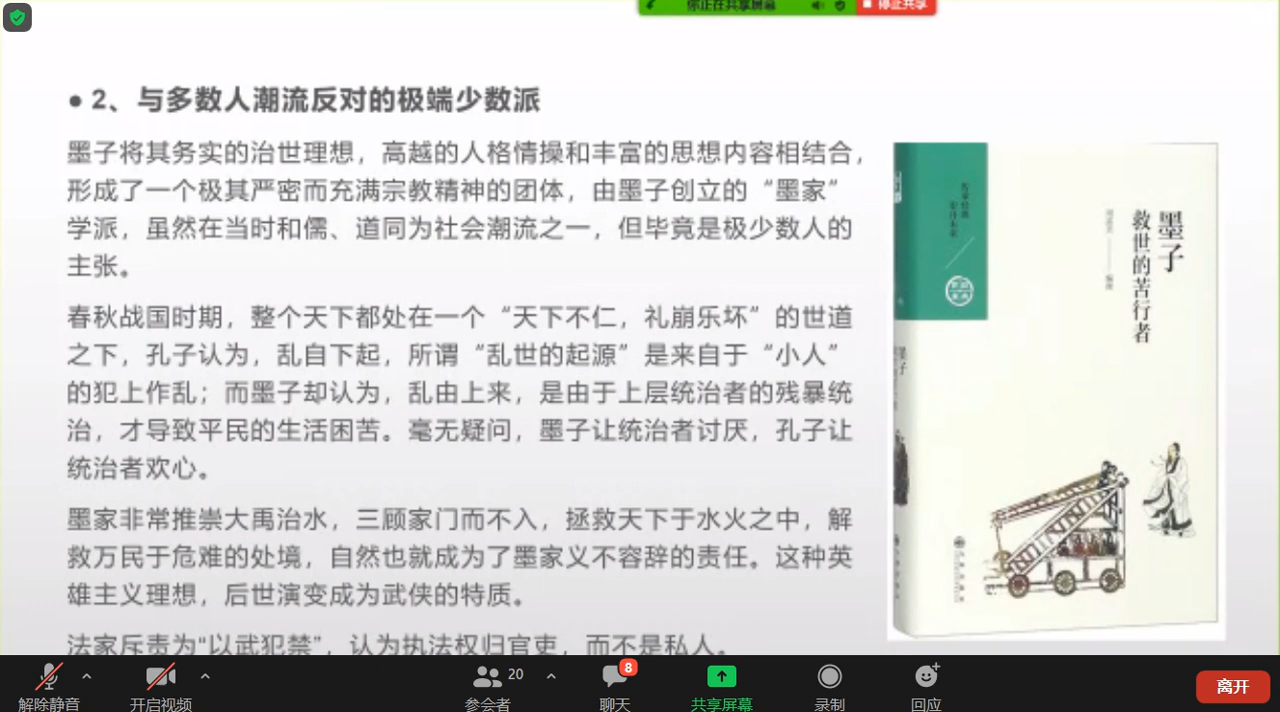 你正在共享屏幕
停止共享
● 2、与多数人潮流反对的极端少数派
墨子将其务实的治世理想，高越的人格情操和丰富的思想内容相结合，
形成了一个极其严密而充满宗教精神的团体，由墨子创立的“墨家”
学派，虽然在当时和儒、道同为社会潮流之一，但毕竟是极少数人的
主张。
春秋战国时期，整个天下都处在一个“天下不仁，礼崩乐坏”的世道
之下，孔子认为，乱自下起，所谓“乱世的起源”是来自于“小人”
的犯上作乱；而墨子却认为，乱由上来，是由于上层统治者的残暴统
治，才导致平民的生活困苦。毫无疑问，墨子让统治者讨厌，孔子让
统治者欢心。
墨家非常推崇大禹治水，三顾家门而不入，拯救天下于水火之中，解
救万民于危难的处境，自然也就成为了墨家义不容辞的责任。这种英
雄主义理想，后世演变成为武侠的特质。
法家斥责为“以武犯禁”，认为执法权归官吏，而不是私人。
墨子
救世的苦行者
墨子
解除静音
开启视频
20
参会者
8
聊天
共享屏幕
录制
回应
离开